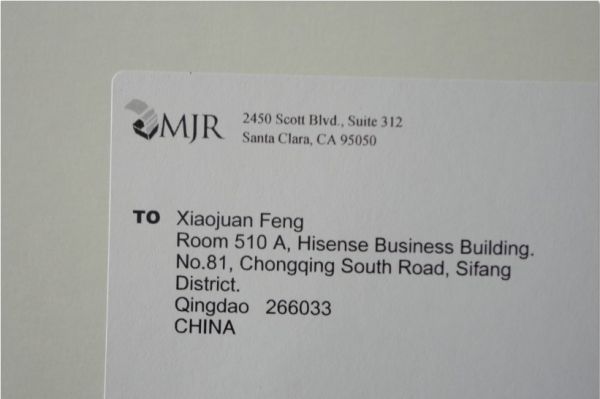 MJR
2450 Scott Blvd., Suite 312
Santa Clara, CA 95050
TO Xiaojuan Feng
Room 510 A, Hisense Business Building.
No.81, Chongqing South Road, Sifang
District.
Qingdao 266033
CHINA